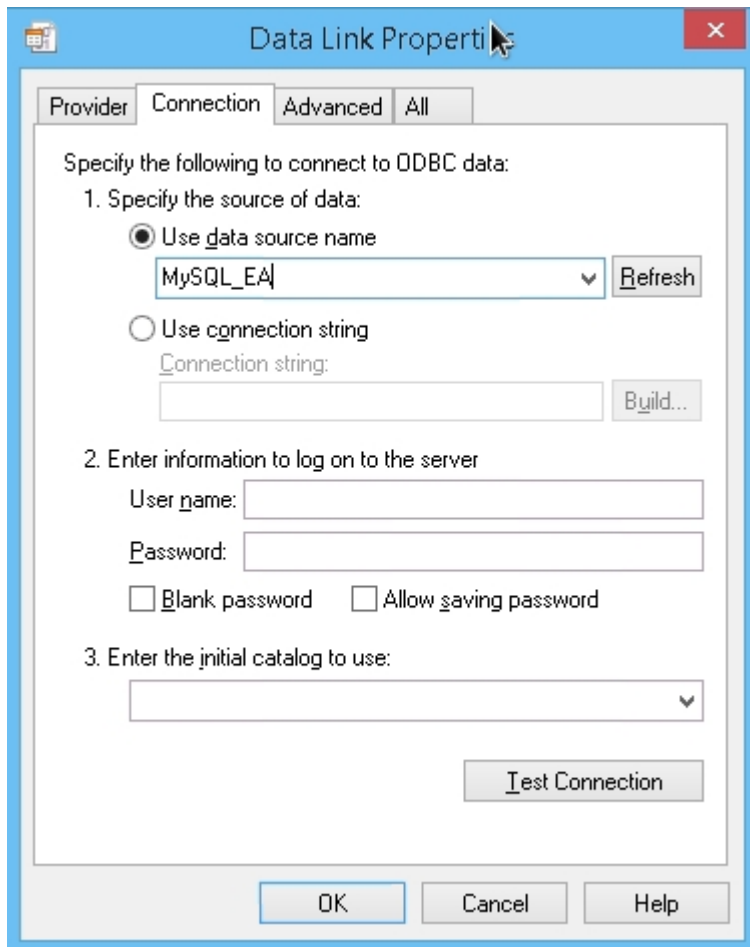 Data Link Properties
Provider Connection Advanced All
Specify the following to connect to ODBC data:
1. Specify the source of data:
Use data source name
MySQL_EA Refresh
Use connection string
Connection string:
Build...
2. Enter information to log on to the server
User name:
Password:
Blank password Allow saving password
3. Enter the initial catalog to use:
Test Connection
OK Cancel Help